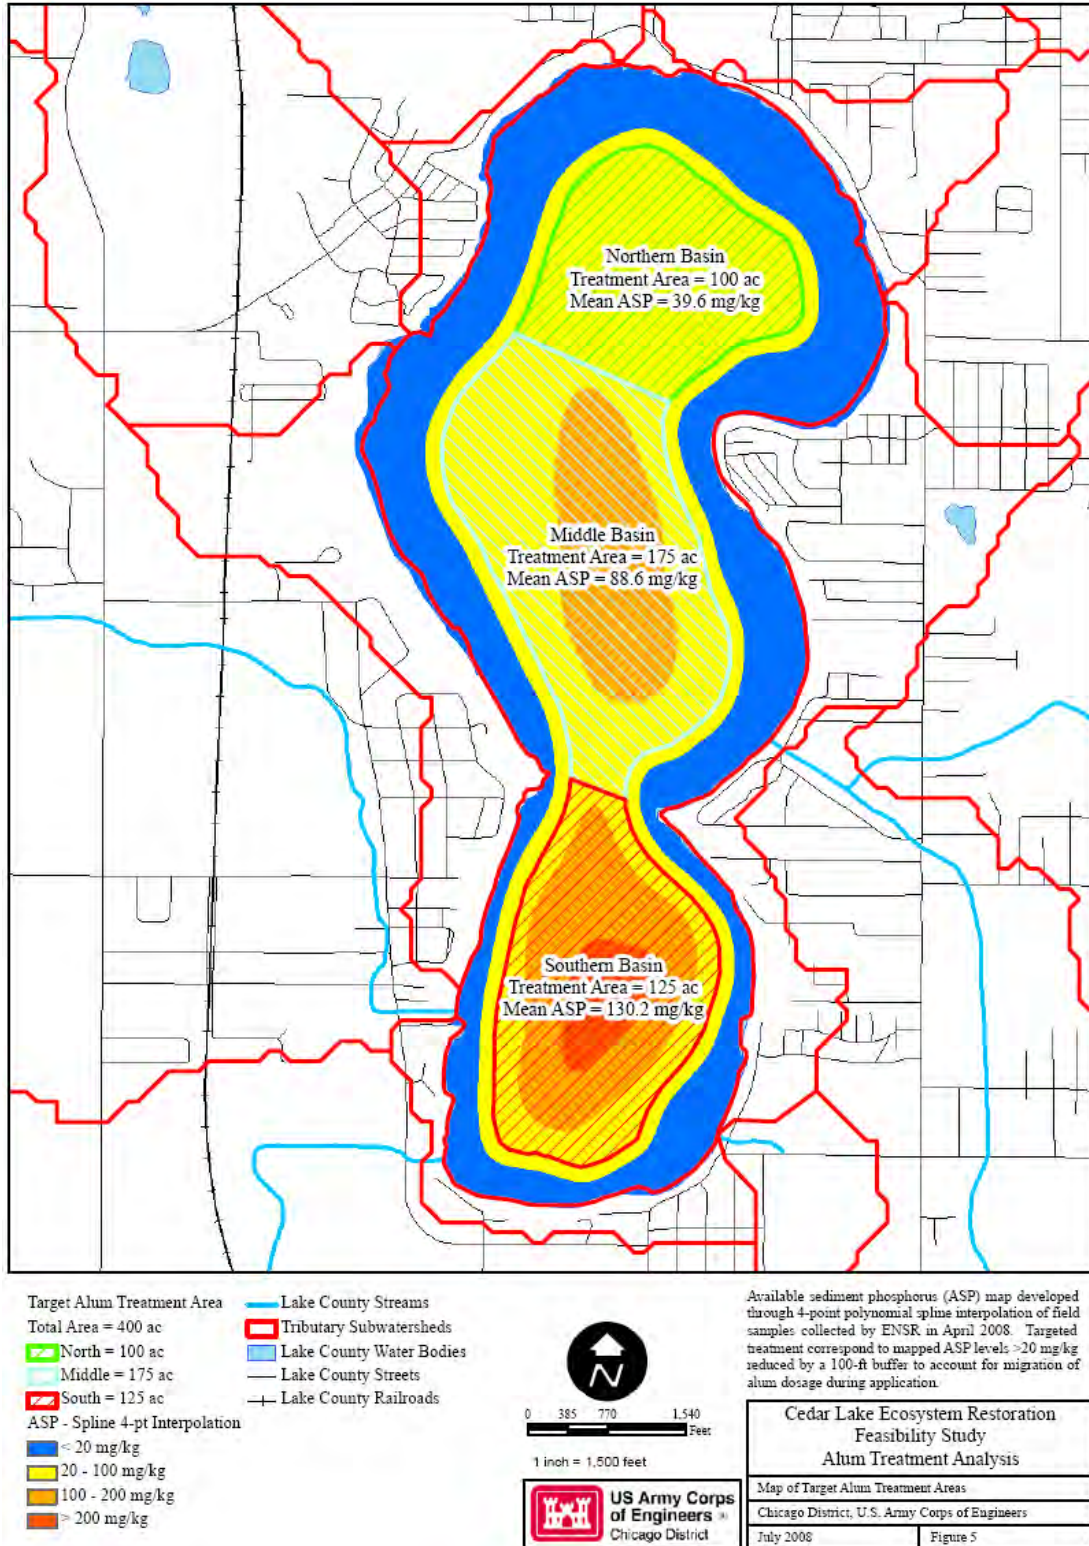 Northern Basin
Treatment Area = 100 ac
Mean ASP = 39.6 mg/kg
Middle Basin
Treatment Area = 175 ac
Mean ASP = 88.6 mg/kg
Southern Basin
Treatment Area = 125 ac
Mean ASP = 130.2 mg/kg
Target Alum Treatment Area
Total Area = 400 ac
North = 100 ac
Middle = 175 ac
South = 125 ac
ASP - Spline 4-pt Interpolation
< 20 mg/kg
20 - 100 mg/kg
100 - 200 mg/kg
> 200 mg/kg
Lake County Streams
Tributary Subwatersheds
Lake County Water Bodies
Lake County Streets
Lake County Railroads
N
0 385 770 1,540
Feet
1 inch = 1,500 feet
US Army Corps
of Engineers ®
Chicago District
Available sediment phosphorus (ASP) map developed
through 4-point polynomial spline interpolation of field
samples collected by ENSR in April 2008. Targeted
treatment correspond to mapped ASP levels >20 mg/kg
reduced by a 100-ft buffer to account for migration of
alum dosage during application.
Cedar Lake Ecosystem Restoration
Feasibility Study
Alum Treatment Analysis
Map of Target Alum Treatment Areas
Chicago District, U.S. Army Corps of Engineers
July 2008
Figure 5